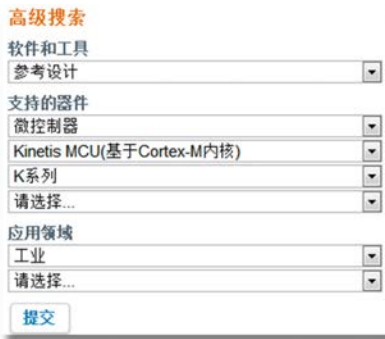 高级搜索
软件和工具
参考设计
支持的器件
微控制器
Kinetis MCU(基于Cortex-M内核)
K系列
请选择...
应用领域
工业
请选择...
提交